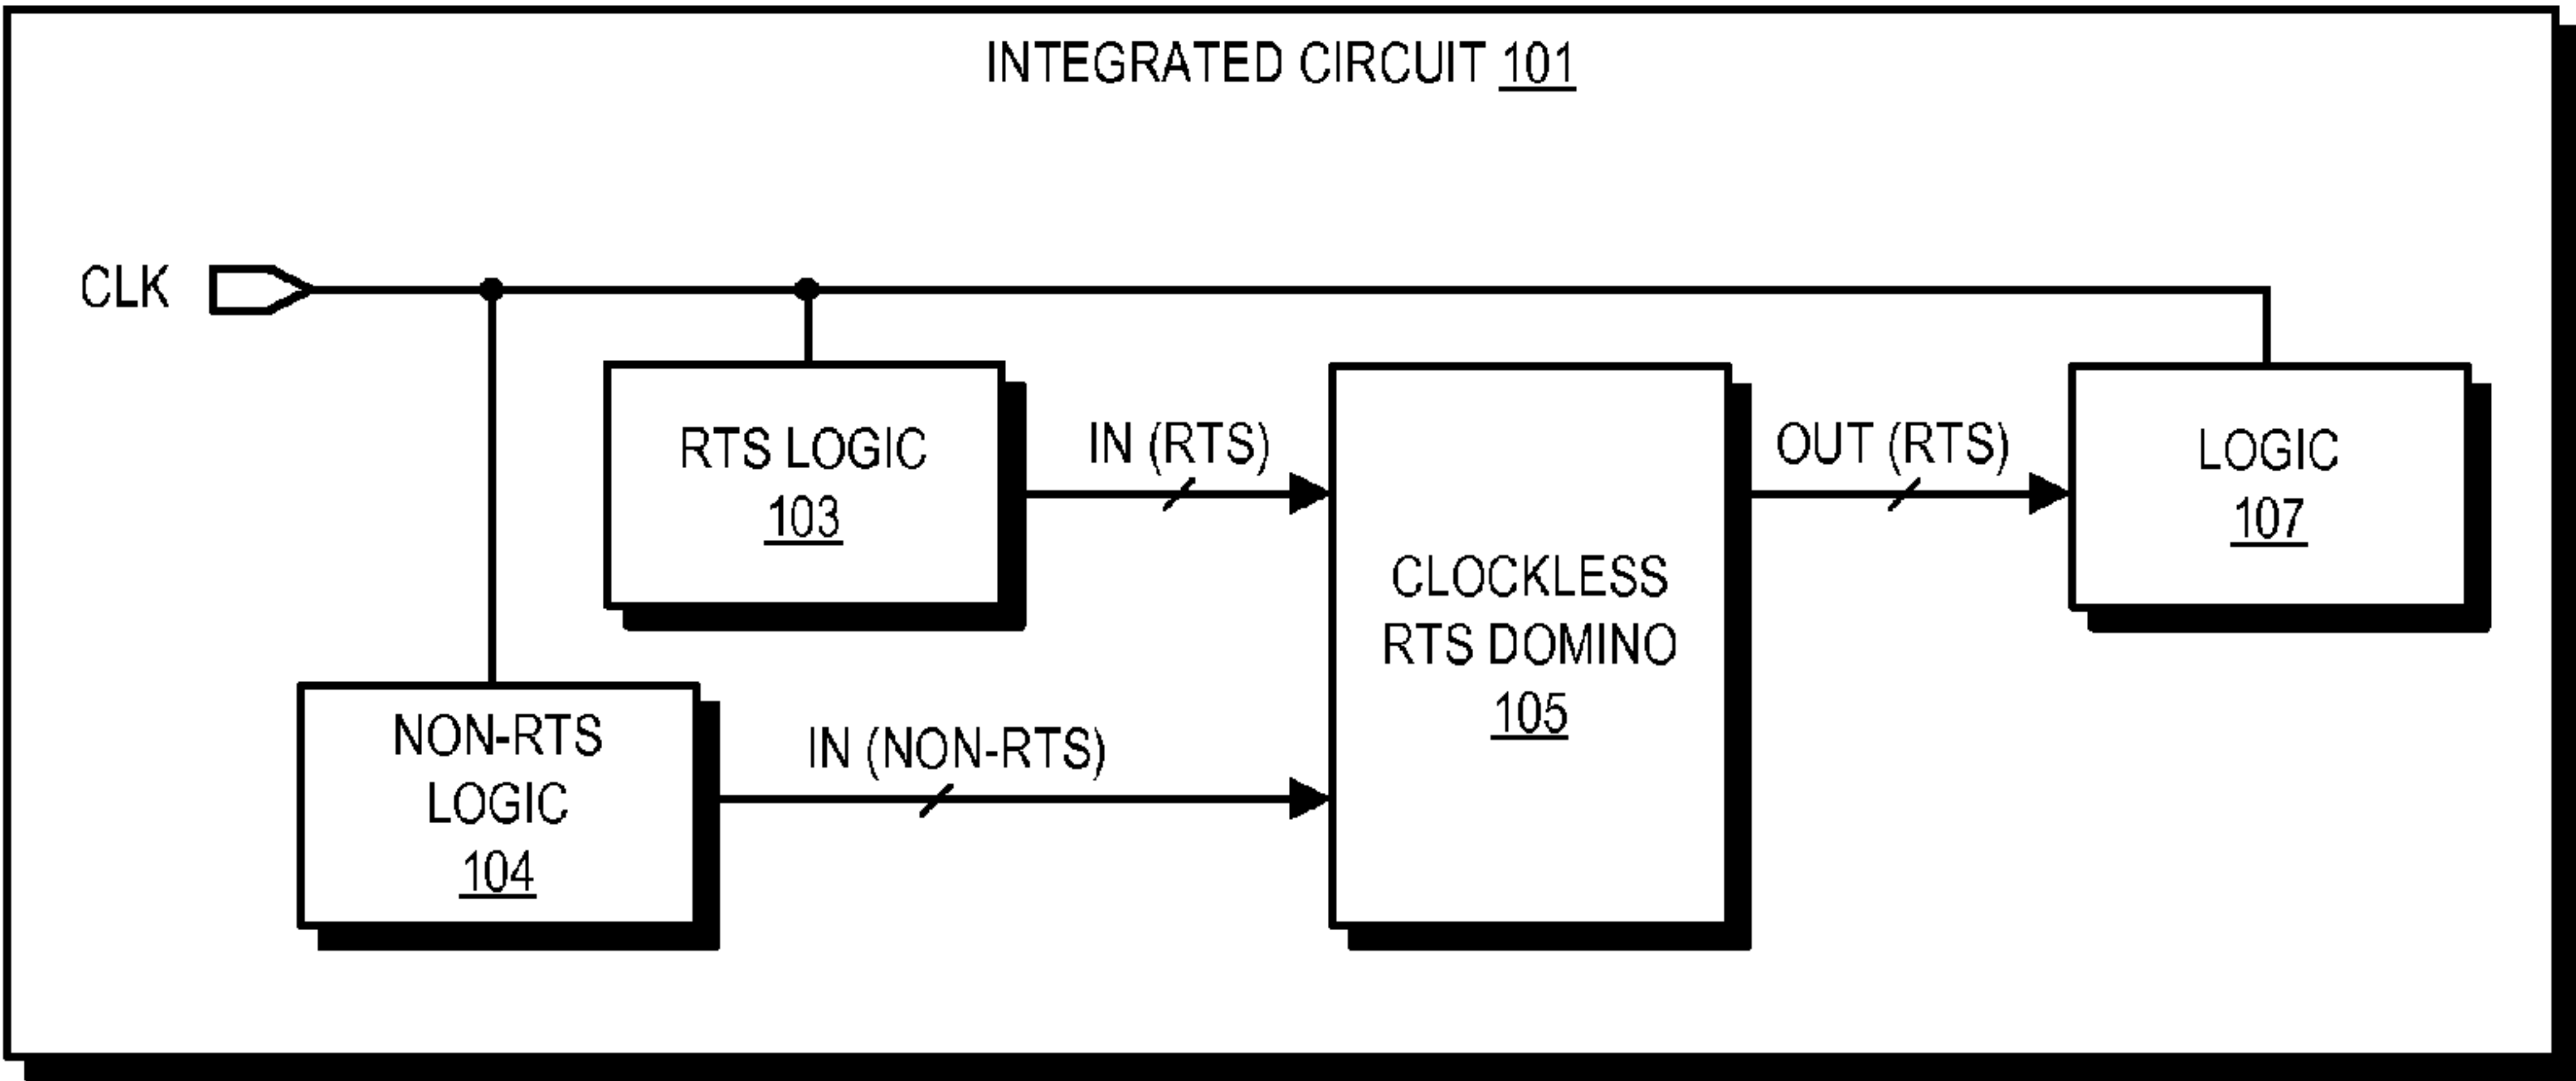 INTEGRATED CIRCUIT 101
CLK
RTS LOGIC
103
IN (RTS)
CLOCKLESS
RTS DOMINO
105
OUT (RTS)
LOGIC
107
NON-RTS
LOGIC
104
IN (NON-RTS)